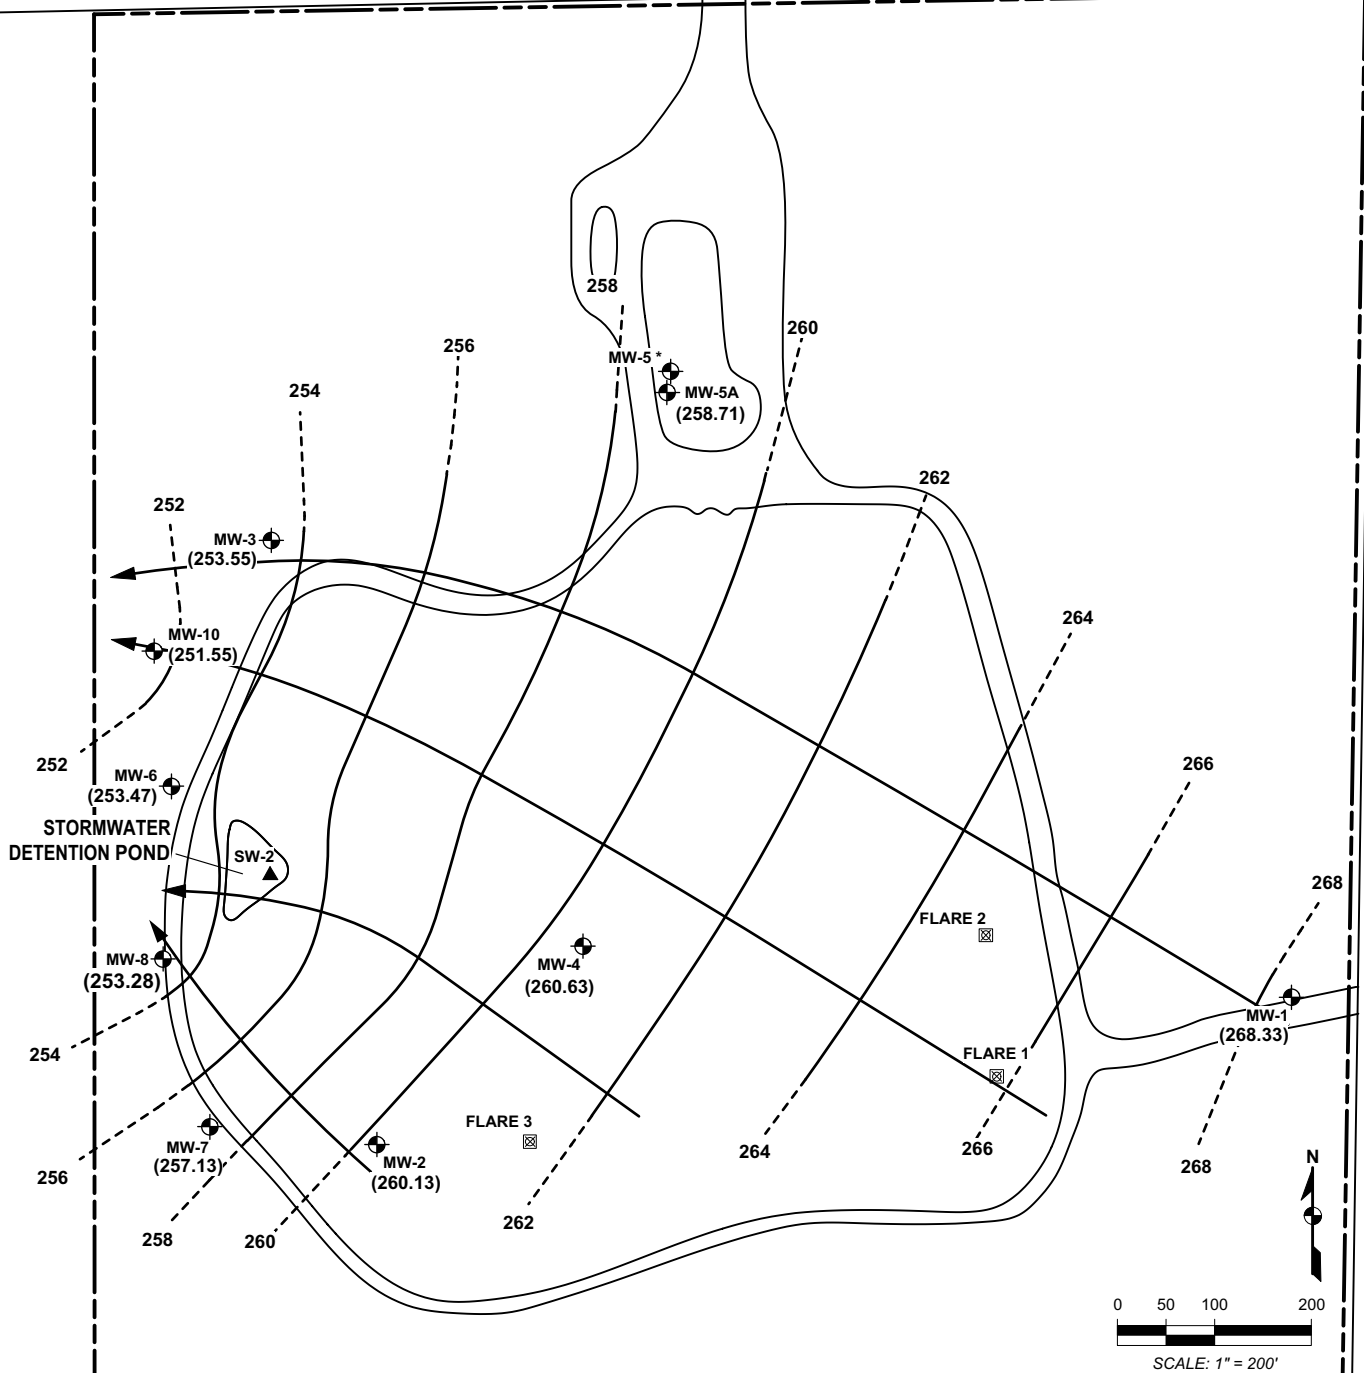 258
260
256
MW-5 *
254
MW-5A
(258.71)
262
252
MW-3
(253.55)
264
MW-10
(251.55)
252
266
MW-6
(253.47)
STORMWATER
DETENTION POND
SW-2
268
FLARE 2
MW-8
(253.28)
MW-4
(260.63)
MW-1
(268.33)
254
FLARE 1
FLARE 3
MW-7
(257.13)
264
266
N
256
MW-2
(260.13)
268
262
258
260
0 50 100 200
SCALE: 1" = 200'